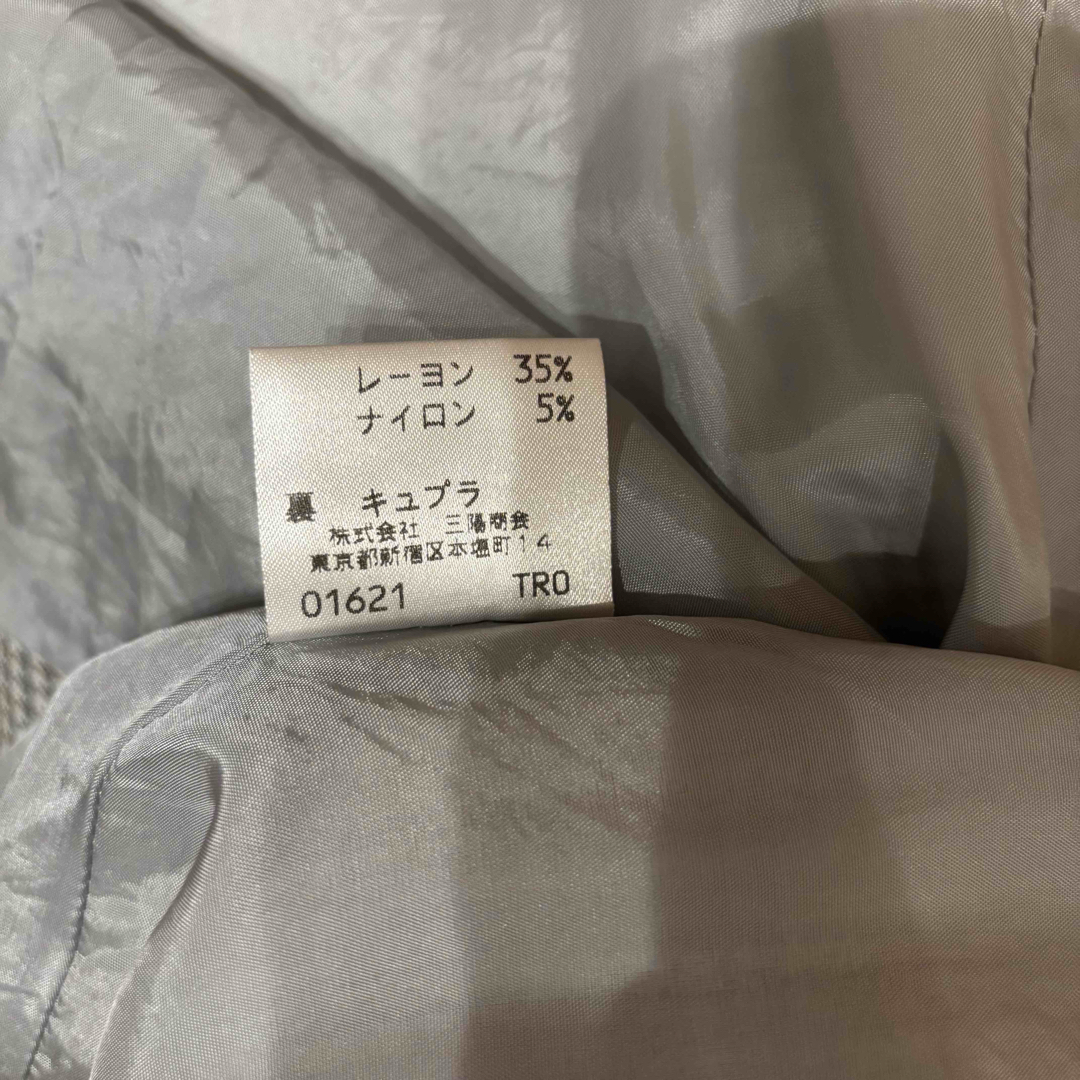 レーヨン 35%
ナイロン 5%
裏 キュプラ
株式会社 三陽商会
東京都新宿区本塩町14
01621 TR0